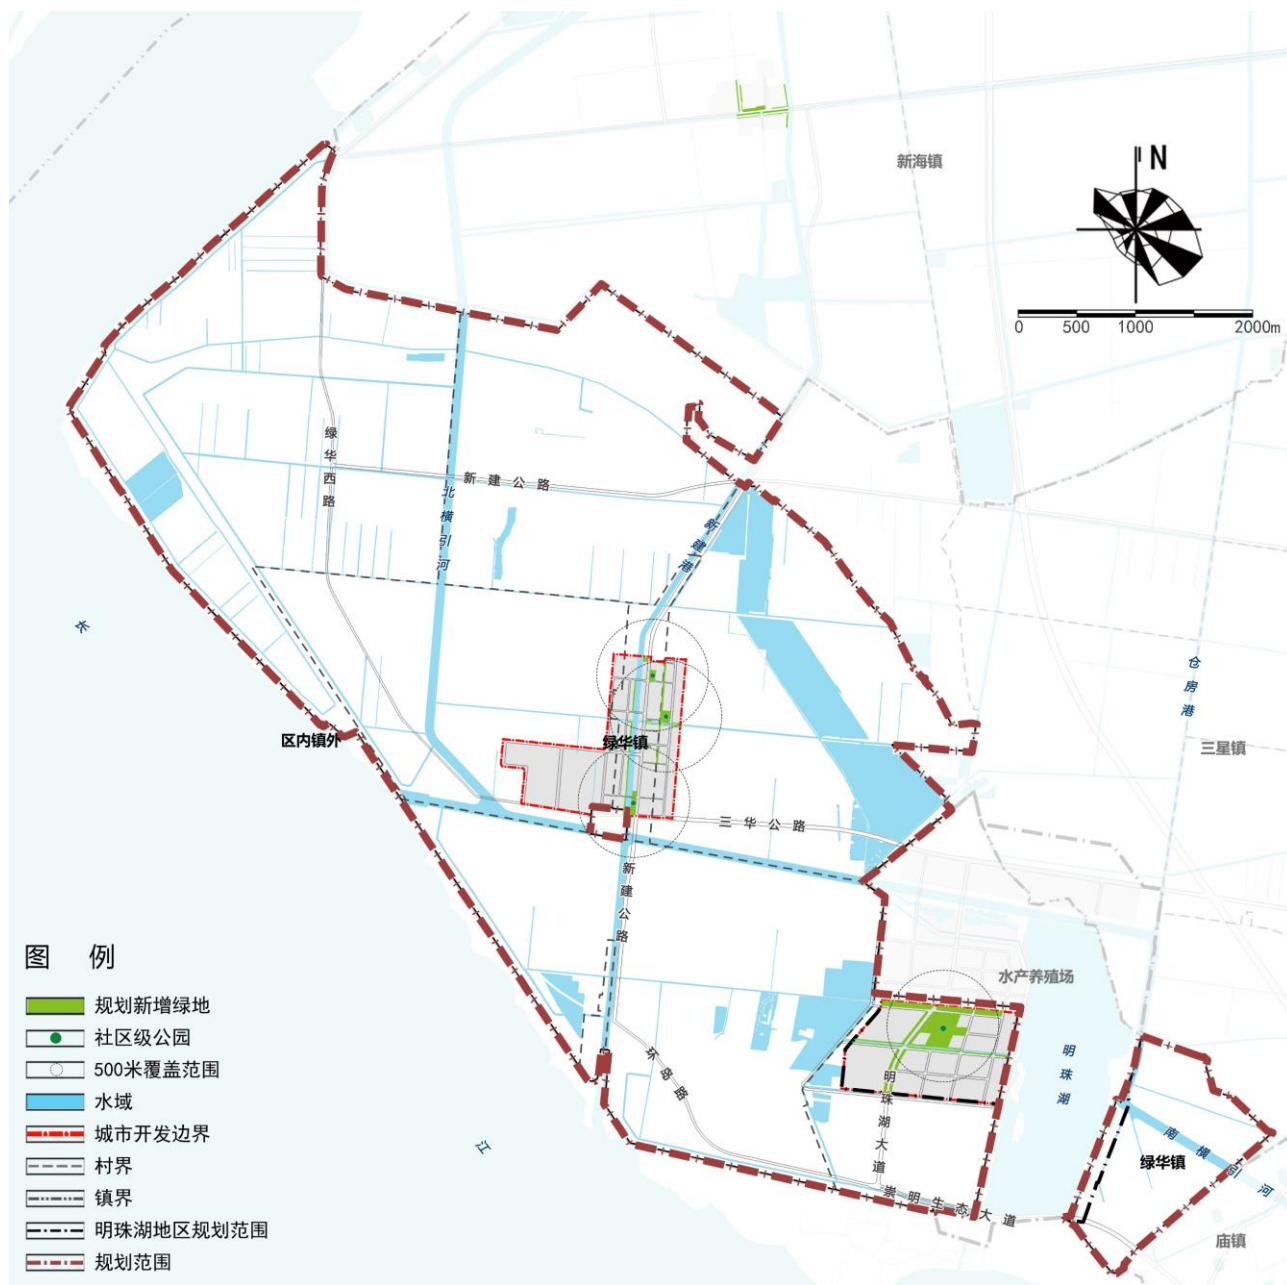 新海镇
N
0 500 1000 2000m
绿华西路
新建公路
北横引河
新建港
仓房港
长
区内镇外
绿华镇
三星镇
三华公路
新建公路
水产养殖场
图 例
规划新增绿地
社区级公园
500米覆盖范围
水域
城市开发边界
村界
镇界
明珠湖地区规划范围
规划范围
环岛路
明珠湖
明珠湖大道
江
南横引河
绿华镇
崇明生态大道
庙镇